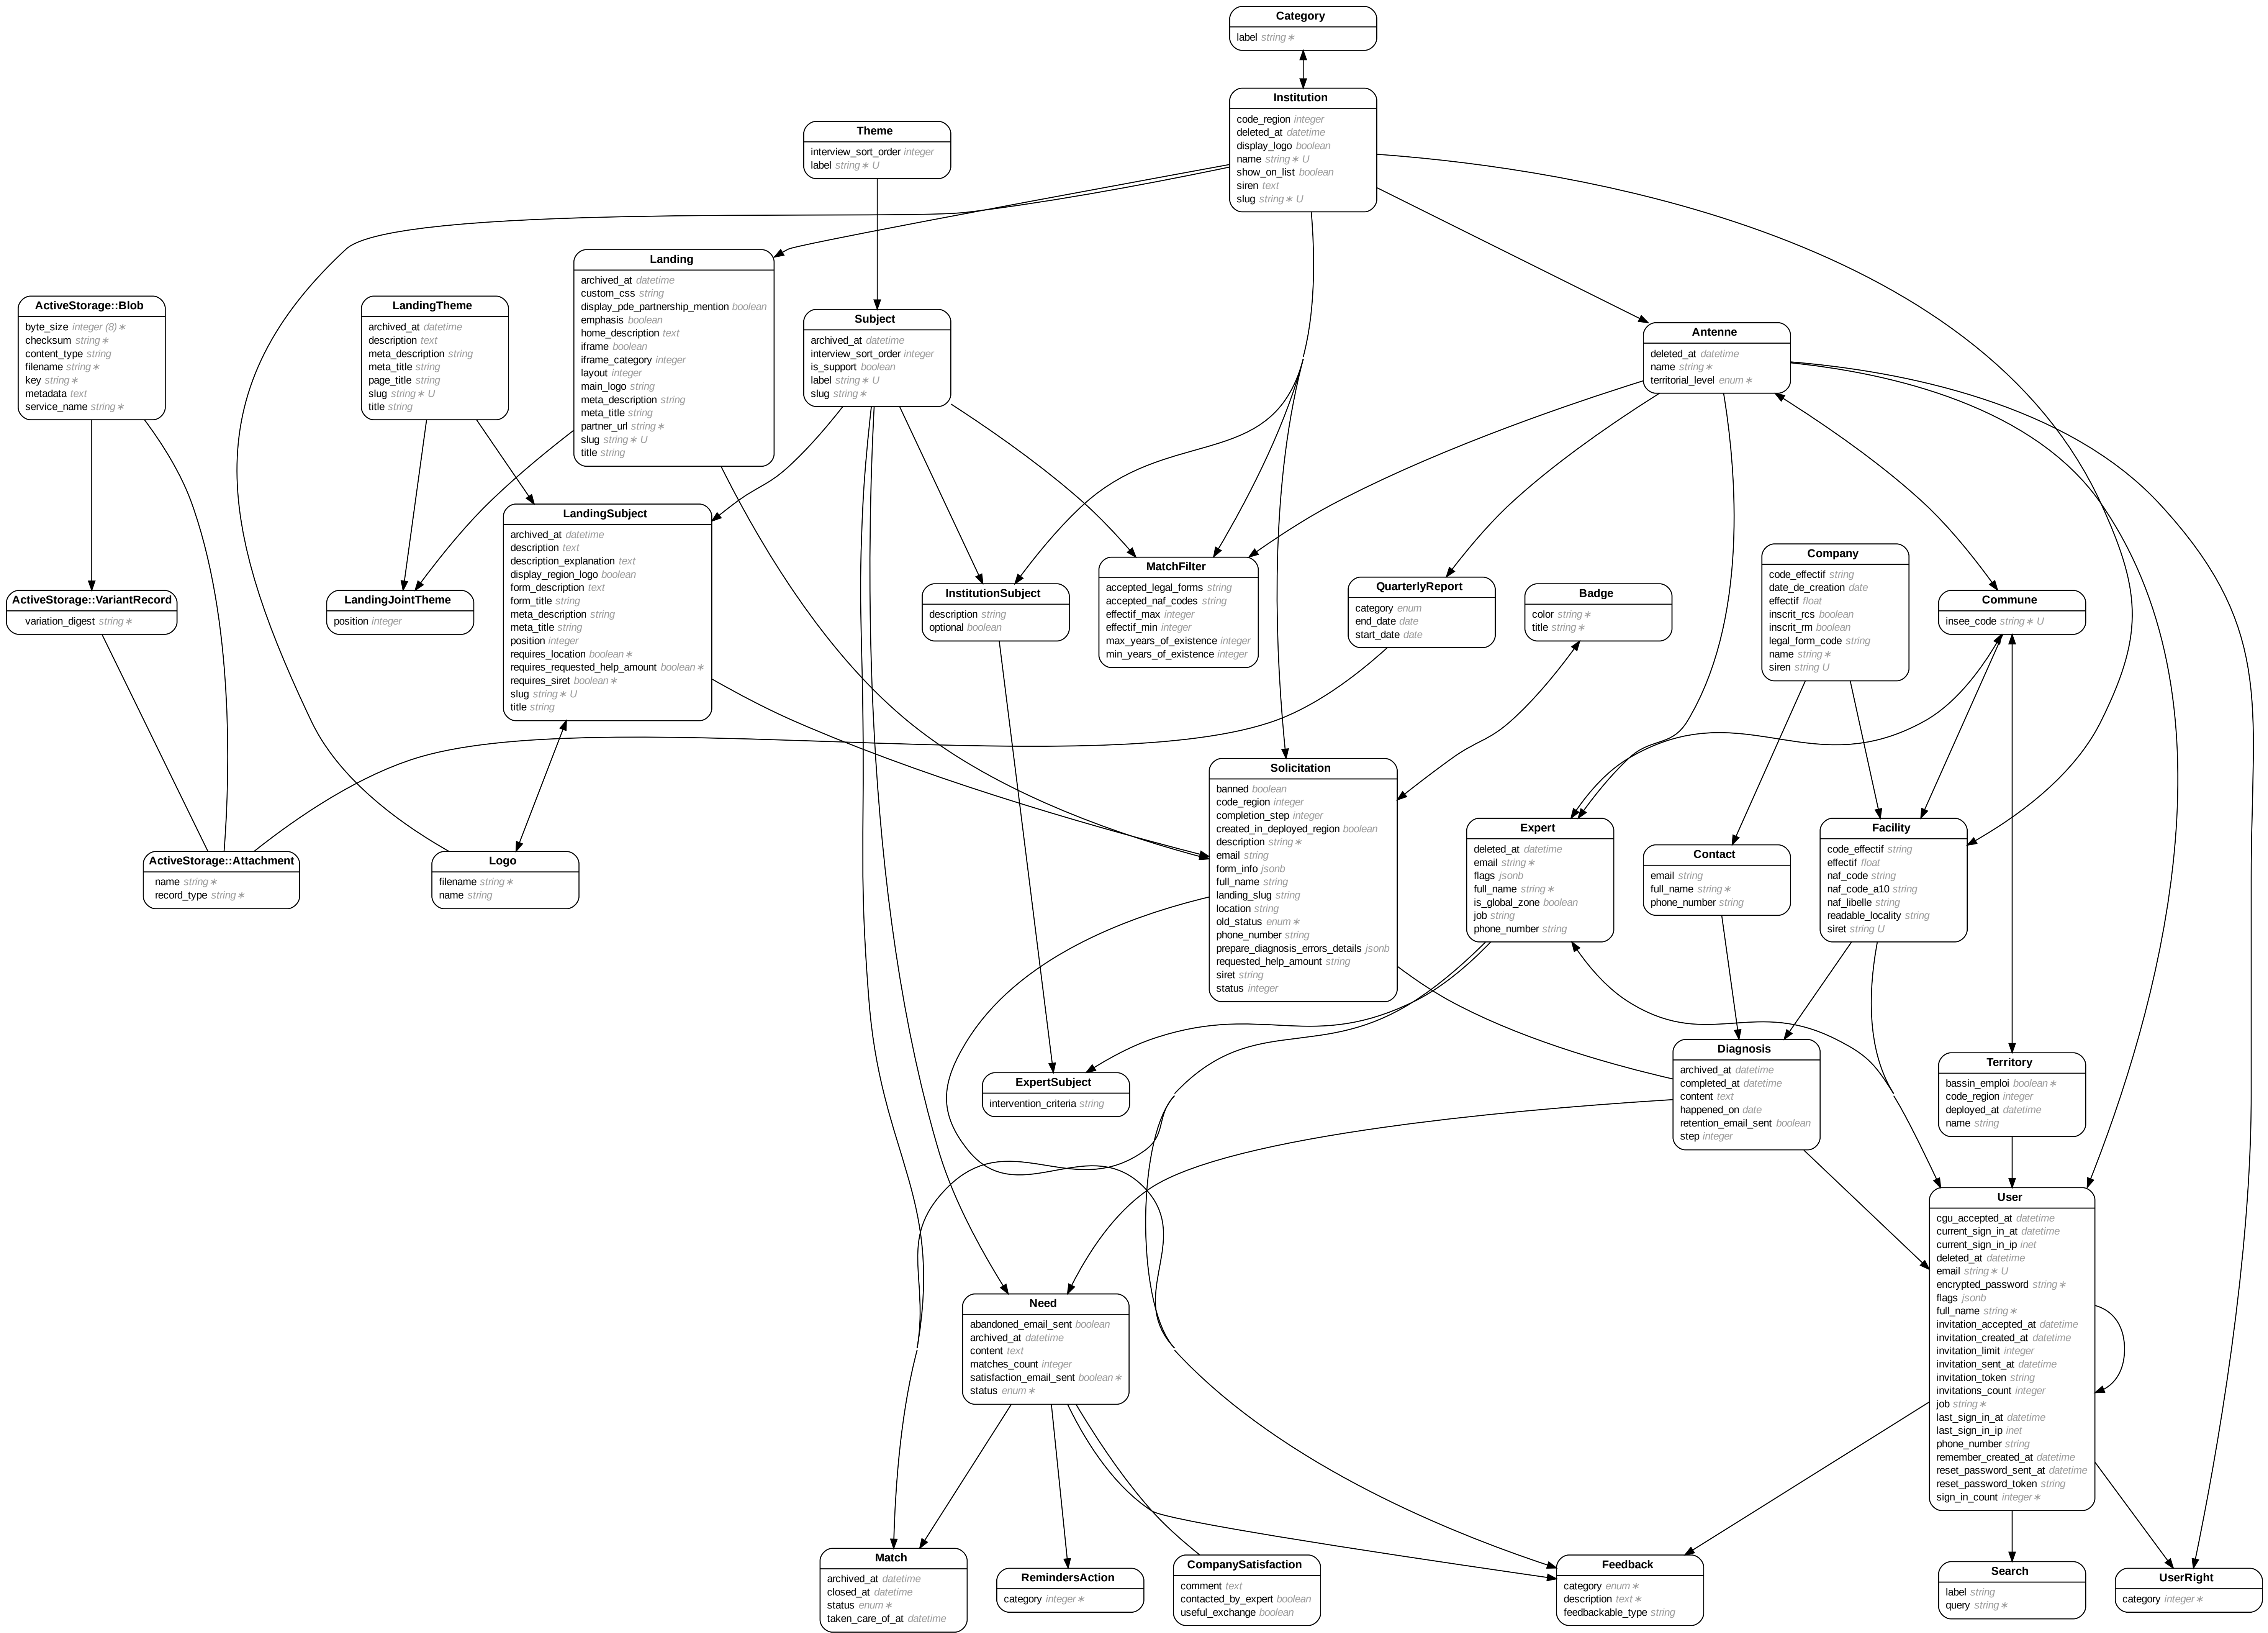 Category
label string∗
Institution
code_region integer
deleted_at datetime
display_logo boolean
name string∗ U
show_on_list boolean
siren text
slug string∗ U
Theme
interview_sort_order integer
label string∗ U
Landing
archived_at datetime
custom_css string
display_pde_partnership_mention boolean
emphasis boolean
home_description text
iframe boolean
iframe_category integer
layout integer
main_logo string
meta_description string
meta_title string
partner_url string∗
slug string∗ U
title string
ActiveStorage::Blob
byte_size integer (8)∗
checksum string∗
content_type string
filename string∗
key string∗
metadata text
service_name string∗
LandingTheme
archived_at datetime
description text
meta_description string
meta_title string
page_title string
slug string∗ U
title string
Subject
archived_at datetime
interview_sort_order integer
is_support boolean
label string∗ U
slug string∗
Antenne
deleted_at datetime
name string∗
territorial_level enum∗
LandingSubject
archived_at datetime
description text
description_explanation text
display_region_logo boolean
form_description text
form_title string
meta_description string
meta_title string
position integer
requires_location boolean∗
requires_requested_help_amount boolean∗
requires_siret boolean∗
slug string∗ U
title string
Company
code_effectif string
date_de_creation date
effectif float
inscrit_rcs boolean
inscrit_rm boolean
legal_form_code string
name string∗
siren string U
MatchFilter
accepted_legal_forms string
accepted_naf_codes string
effectif_max integer
effectif_min integer
max_years_of_existence integer
min_years_of_existence integer
QuarterlyReport
category enum
end_date date
start_date date
InstitutionSubject
description string
optional boolean
Badge
color string∗
title string∗
ActiveStorage::VariantRecord
variation_digest string∗
LandingJointTheme
position integer
Commune
insee_code string∗ U
Solicitation
banned boolean
code_region integer
completion_step integer
created_in_deployed_region boolean
description string∗
email string
form_info jsonb
full_name string
landing_slug string
location string
old_status enum∗
phone_number string
prepare_diagnosis_errors_details jsonb
requested_help_amount string
siret string
status integer
Expert
deleted_at datetime
email string∗
flags jsonb
full_name string∗
is_global_zone boolean
job string
phone_number string
Facility
code_effectif string
effectif float
naf_code string
naf_code_a10 string
naf_libelle string
readable_locality string
siret string U
Contact
email string
full_name string∗
phone_number string
ActiveStorage::Attachment
name string∗
record_type string∗
Logo
filename string∗
name string
Diagnosis
archived_at datetime
completed_at datetime
content text
happened_on date
retention_email_sent boolean
step integer
Territory
bassin_emploi boolean∗
code_region integer
deployed_at datetime
name string
ExpertSubject
intervention_criteria string
User
cgu_accepted_at datetime
current_sign_in_at datetime
current_sign_in_ip inet
deleted_at datetime
email string∗ U
encrypted_password string∗
flags jsonb
full_name string∗
invitation_accepted_at datetime
invitation_created_at datetime
invitation_limit integer
invitation_sent_at datetime
invitation_token string
invitations_count integer
job string∗
last_sign_in_at datetime
last_sign_in_ip inet
phone_number string
remember_created_at datetime
reset_password_sent_at datetime
reset_password_token string
sign_in_count integer∗
Need
abandoned_email_sent boolean
archived_at datetime
content text
matches_count integer
satisfaction_email_sent boolean∗
status enum∗
Match
archived_at datetime
closed_at datetime
status enum∗
taken_care_of_at datetime
RemindersAction
category integer∗
CompanySatisfaction
comment text
contacted_by_expert boolean
useful_exchange boolean
Feedback
category enum∗
description text∗
feedbackable_type string
Search
label string
query string∗
UserRight
category integer∗